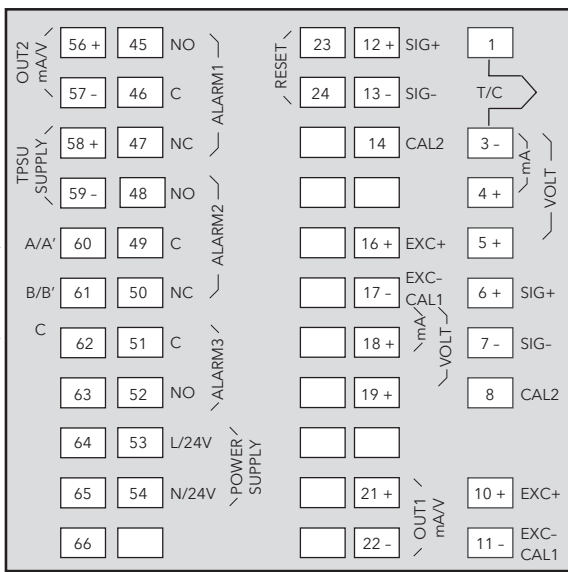 OUT2
mA/V
56 + 45 NO
57 - 46 C
ALARM1
TPSU
SUPPLY
58 + 47 NC
59 - 48 NO
A/A' 60 49 C
ALARM2
B/B' 61 50 NC
C
62 51 C
63 52 NO
ALARM3
64 53 L/24V
65 54 N/24V
POWER
SUPPLY
66
RESET
23 12 + SIG+
24 13 - SIG-
14 CAL2
16 + EXC+
17 - EXC-
CAL1
18 +
mA
VOLT
19 +
21 +
22 -
OUT1
mA/V
1
T/C
3 -
mA
4 +
VOLT
5 +
6 + SIG+
7 - SIG-
8 CAL2
10 + EXC+
11 - EXC-
CAL1